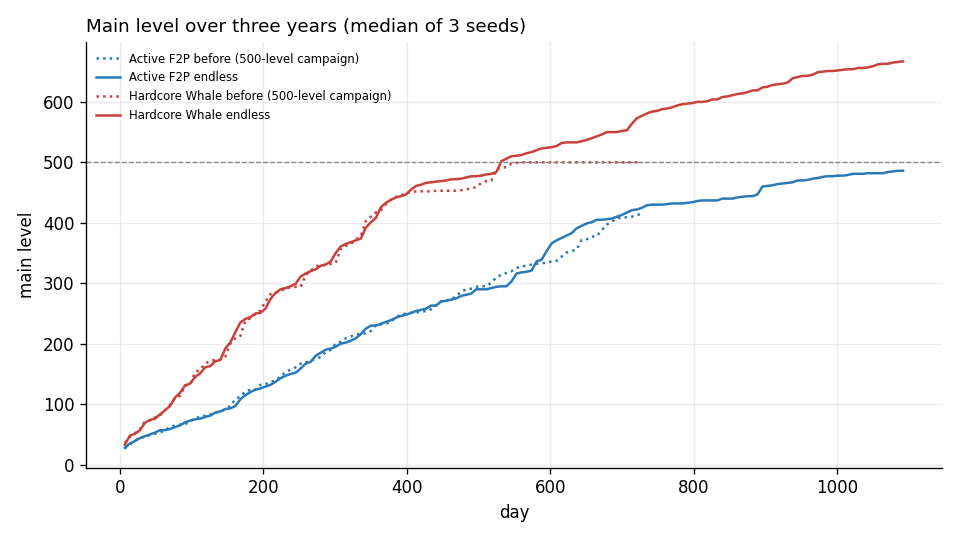 Main level over three years (median of 3 seeds)
Active F2P before (500-level campaign)
Active F2P endless
Hardcore Whale before (500-level campaign)
Hardcore Whale endless
main level
600
500
400
300
200
100
0
0 200 400 600 800 1000
day